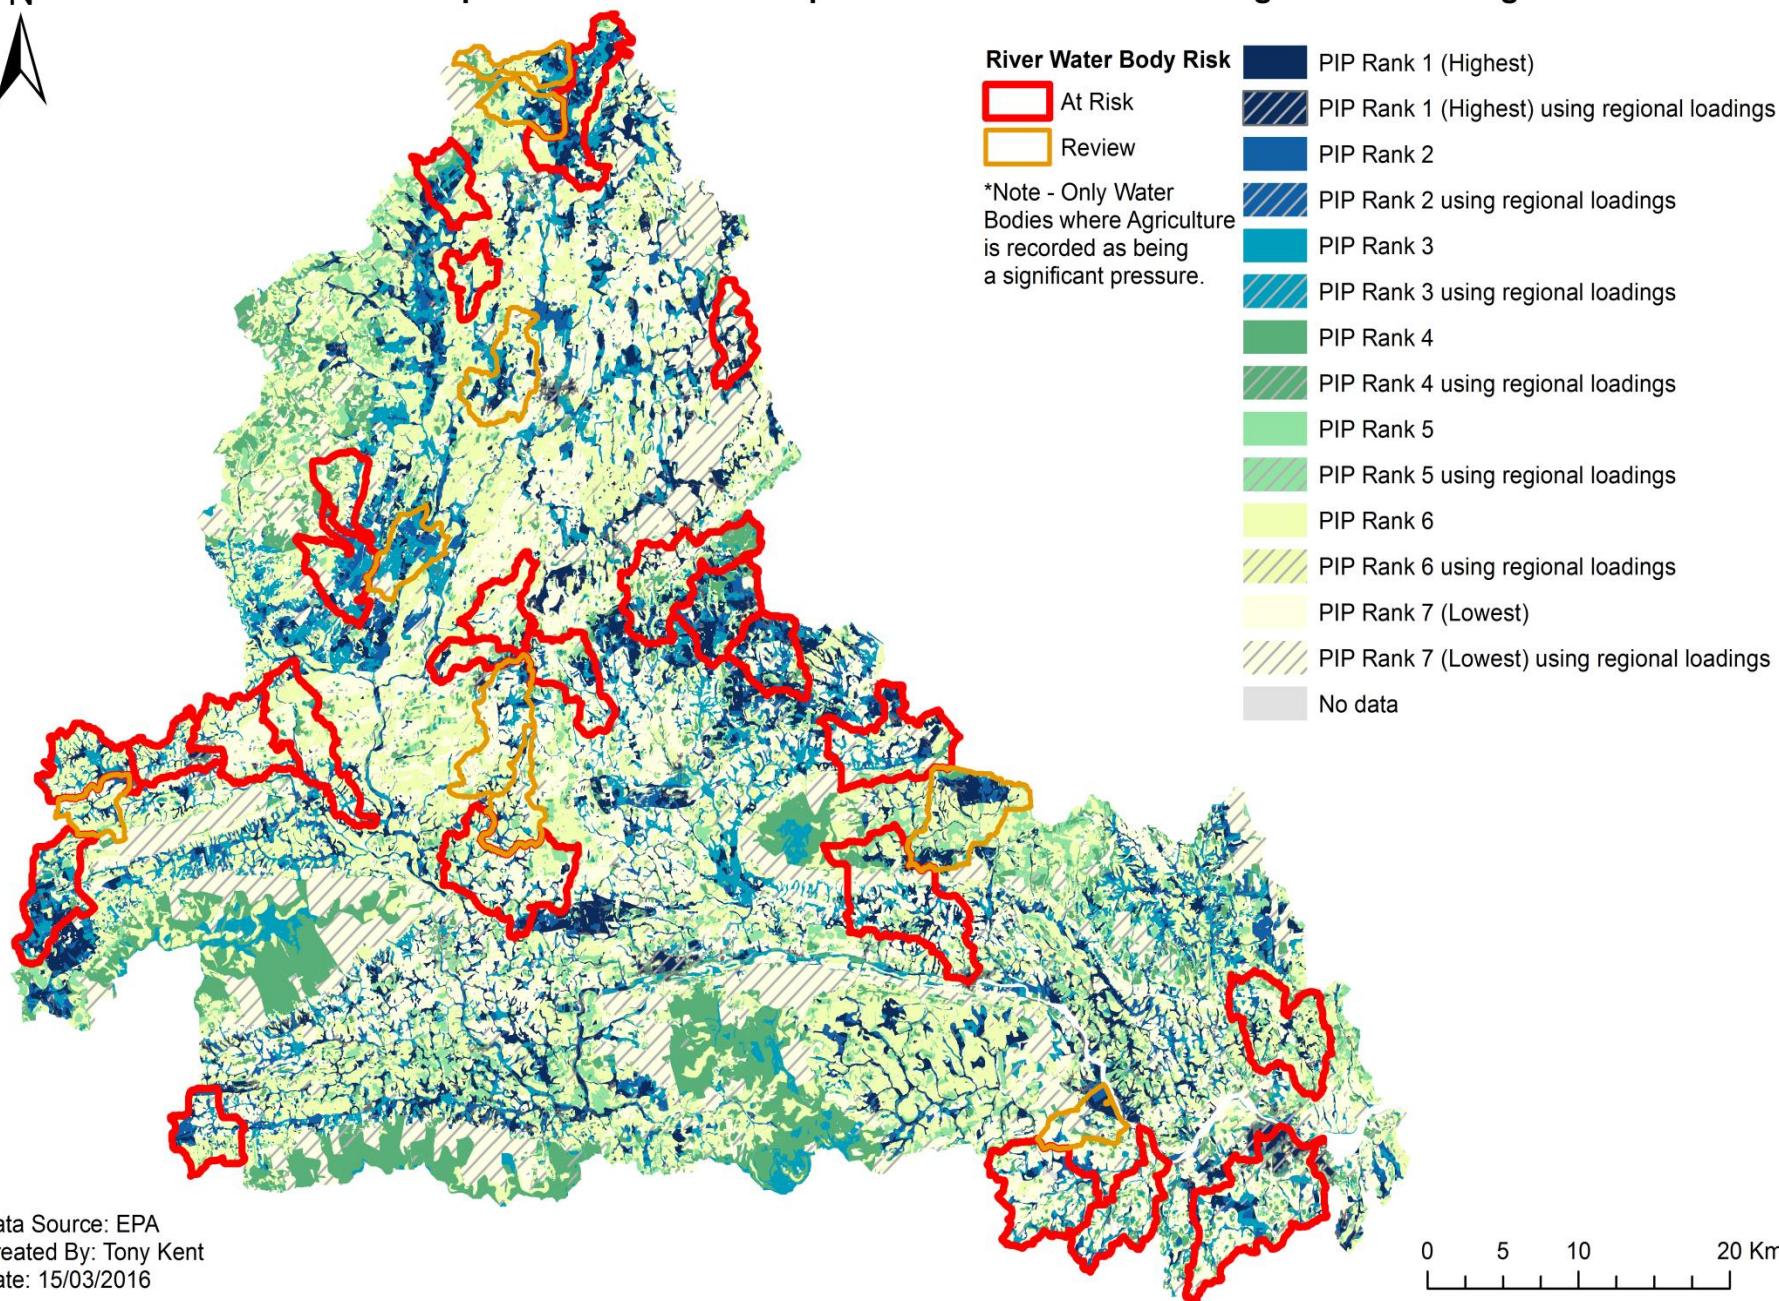 River Water Body Risk
At Risk
Review
*Note - Only Water
Bodies where Agriculture
is recorded as being
a significant pressure.
PIP Rank 1 (Highest)
PIP Rank 1 (Highest) using regional loadings
PIP Rank 2
PIP Rank 2 using regional loadings
PIP Rank 3
PIP Rank 3 using regional loadings
PIP Rank 4
PIP Rank 4 using regional loadings
PIP Rank 5
PIP Rank 5 using regional loadings
PIP Rank 6
PIP Rank 6 using regional loadings
PIP Rank 7 (Lowest)
PIP Rank 7 (Lowest) using regional loadings
No data
ata Source: EPA
reated By: Tony Kent
ate: 15/03/2016
0 5 10 20 Km